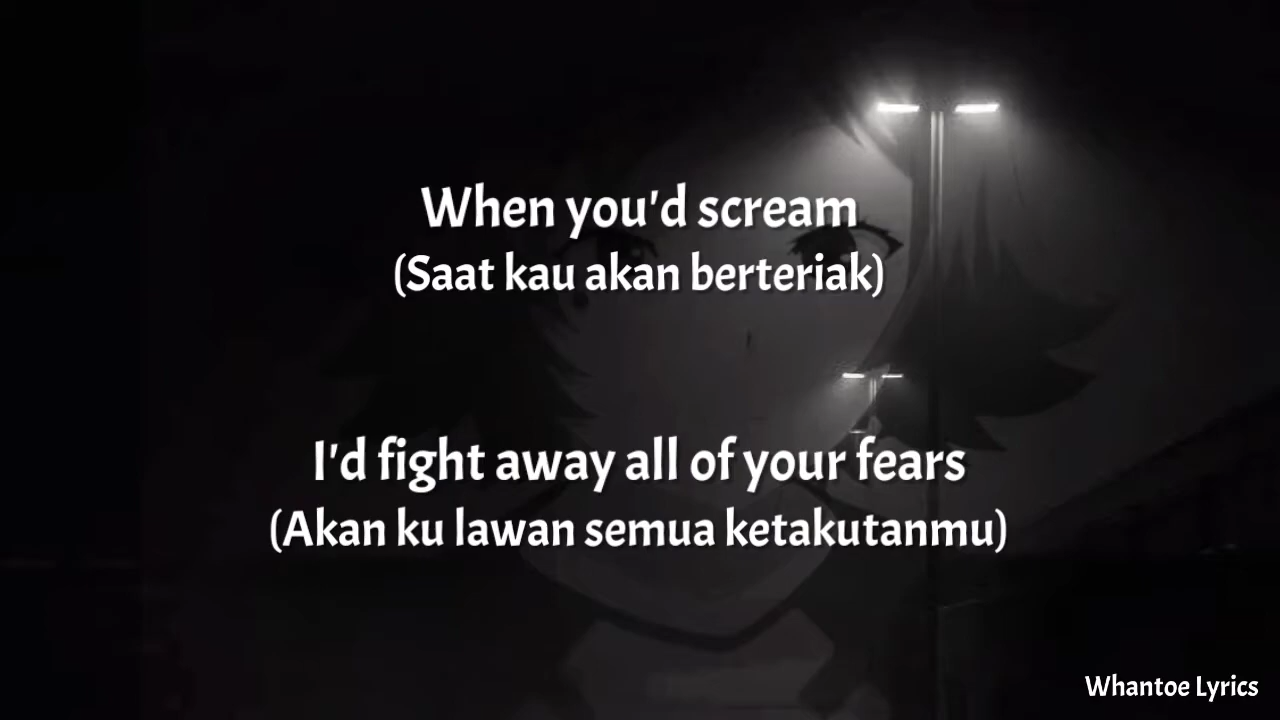 When you'd scream
(Saat kau akan berteriak)
I'd fight away all of your fears
(Akan ku lawan semua ketakutanmu)
Whantoe Lyrics